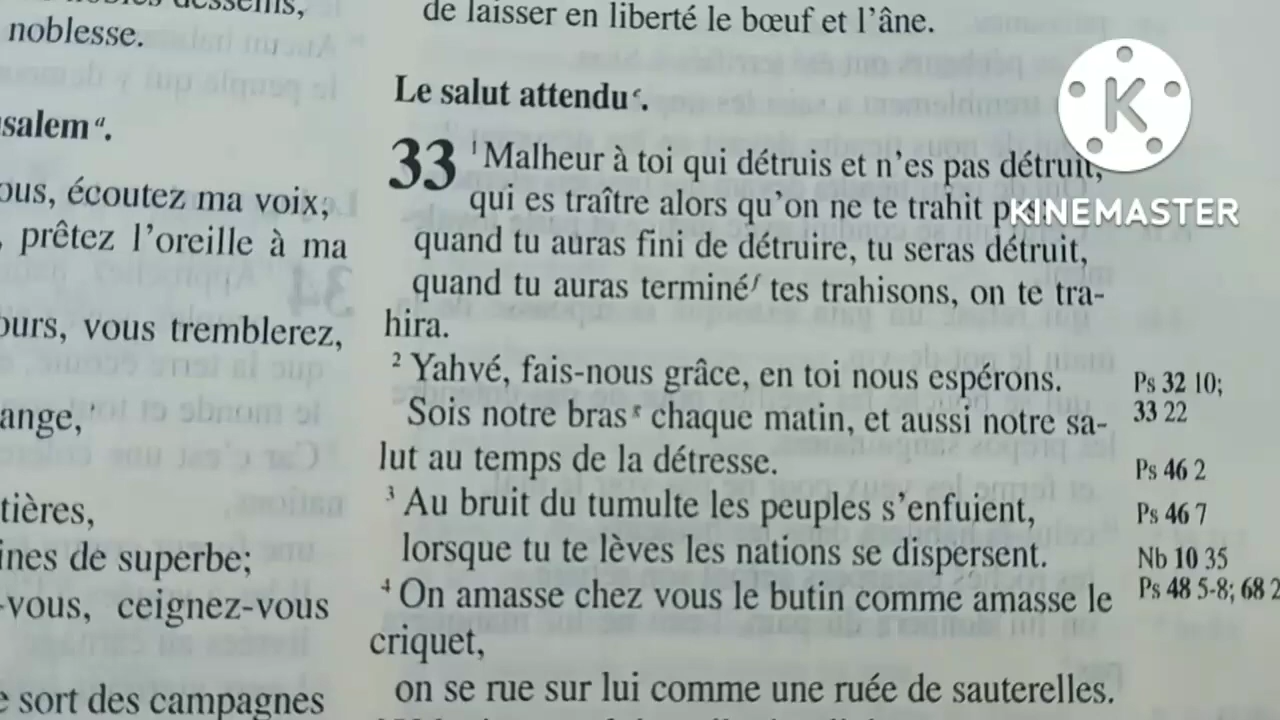 noblesse.
salem ᵃ.
ous, écoutez ma voix;
, prêtez l'oreille à ma
ours, vous tremblerez,
ange,
tières,
ines de superbe;
-vous, ceignez-vous
e sort des campagnes
de laisser en liberté le bœuf et l'âne.
Le salut attendu ᵉ.
33 ¹ Malheur à toi qui détruis et n'es pas détruit,
qui es traître alors qu'on ne te trahit
quand tu auras fini de détruire, tu seras détruit,
quand tu auras terminé ᶠ tes trahisons, on te tra-
hira.
² Yahvé, fais-nous grâce, en toi nous espérons.
Sois notre bras ᵍ chaque matin, et aussi notre sa-
lut au temps de la détresse.
³ Au bruit du tumulte les peuples s'enfuient,
lorsque tu te lèves les nations se dispersent.
⁴ On amasse chez vous le butin comme amasse le
criquet,
on se rue sur lui comme une ruée de sauterelles.
Ps 32 10;
33 22
Ps 46 2
Ps 46 7
Nb 10 35
Ps 48 5-8; 68 2
K
KINEMASTER